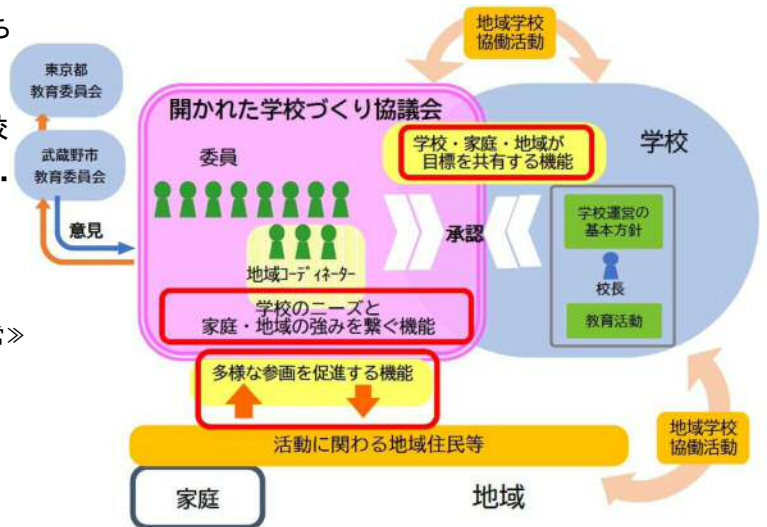 ら
地域学校
協働活動
東京都
教育委員会
開かれた学校づくり協議会
校
武蔵野市
教育委員会
委員
学校・家庭・地域が
目標を共有する機能
学校
意見
承認
学校運営の
基本方針
地域ｺｰﾃﾞｨﾈｰﾀｰ
校長
学校のニーズと
家庭・地域の強みを繋ぐ機能
教育活動
≫
多様な参画を促進する機能
活動に関わる地域住民等
地域学校
協働活動
家庭
地域